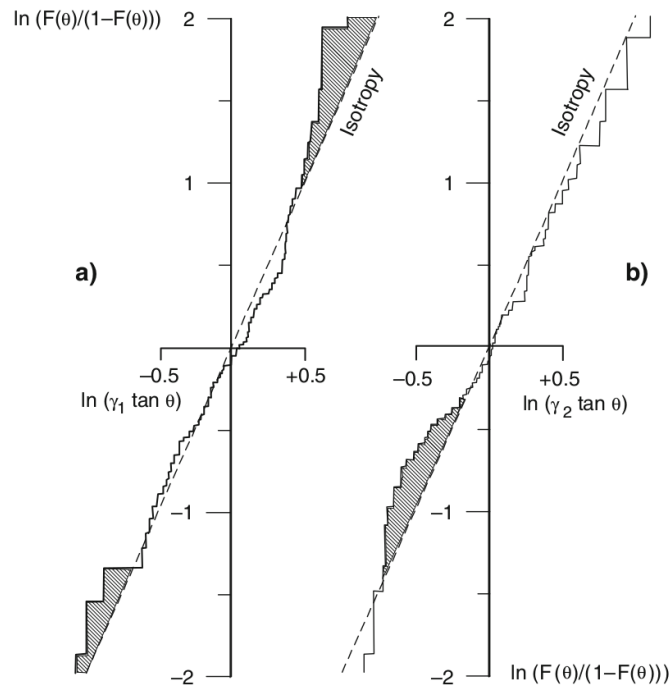 ln (F(θ)/(1−F(θ)))
2
2
Isotropy
Isotropy
1
1
a)
b)
−0.5
+0.5
−0.5
+0.5
ln (γ₁ tan θ)
ln (γ₂ tan θ)
−1
−1
−2
−2
ln (F(θ)/(1−F(θ)))